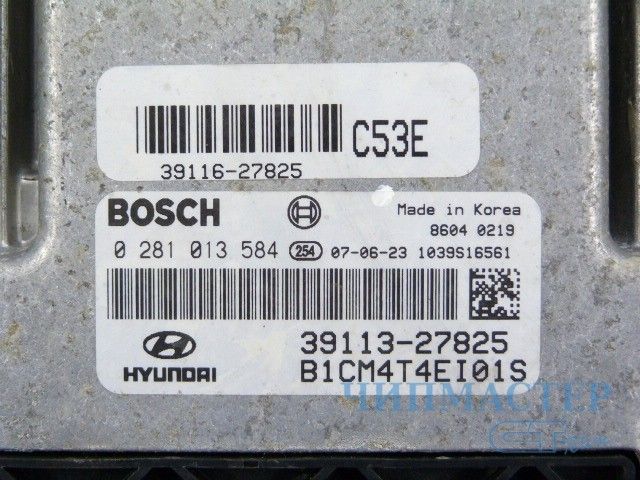 C53E
39116-27825
BOSCH
Made in Korea
8604 0219
0 281 013 584 254 07-06-23 1039S16561
39113-27825
HYUNDAI
B1CM4T4EI01S
ЧИПМАСТЕР